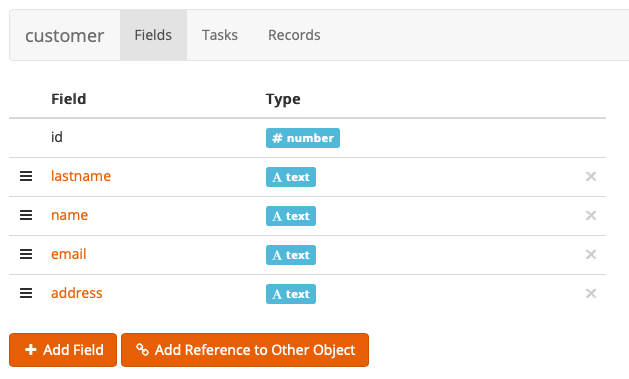 customer Fields Tasks Records
Field Type
id # number
lastname A text
name A text
email A text
address A text
Add Field Add Reference to Other Object